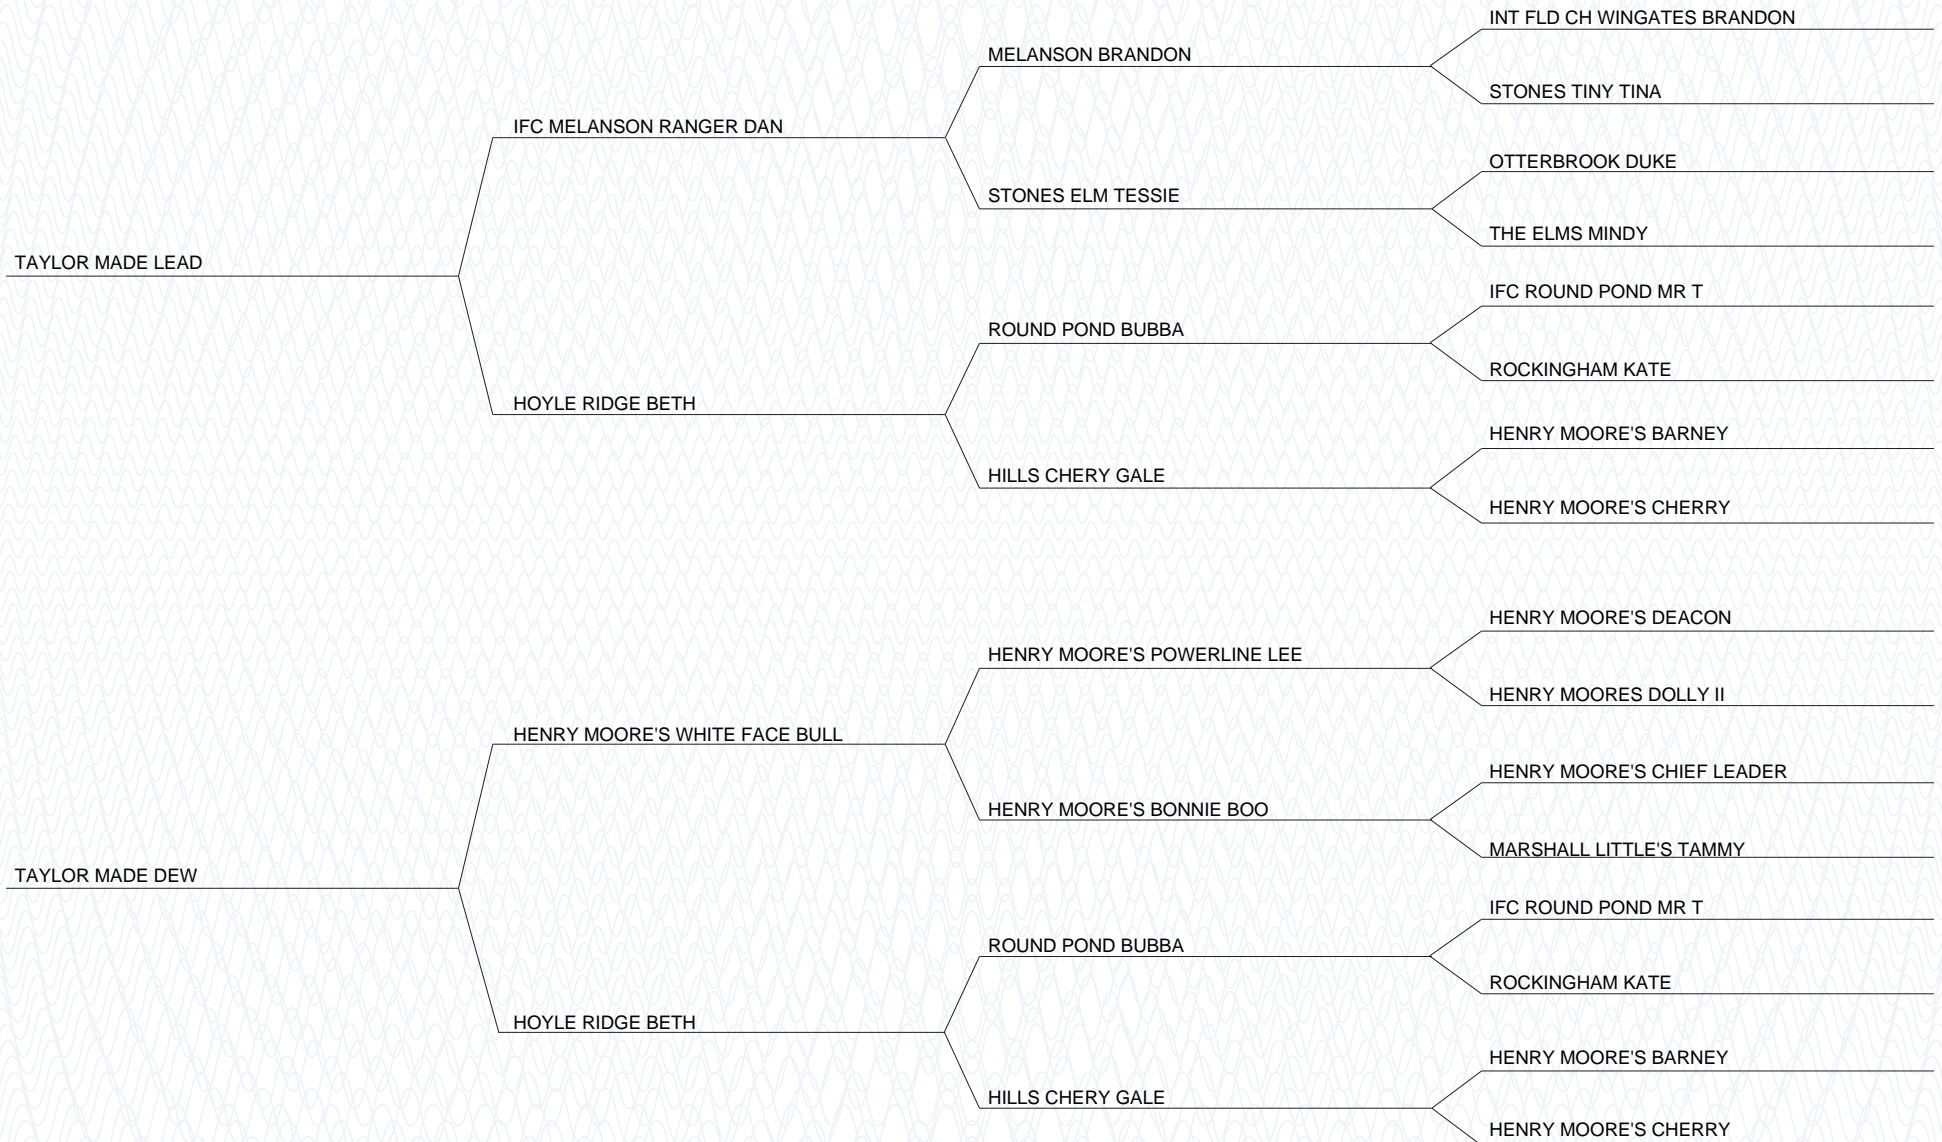 INT FLD CH WINGATES BRANDON
MELANSON BRANDON
STONES TINY TINA
IFC MELANSON RANGER DAN
OTTERBROOK DUKE
STONES ELM TESSIE
THE ELMS MINDY
TAYLOR MADE LEAD
IFC ROUND POND MR T
ROUND POND BUBBA
ROCKINGHAM KATE
HOYLE RIDGE BETH
HENRY MOORE'S BARNEY
HILLS CHERY GALE
HENRY MOORE'S CHERRY
HENRY MOORE'S DEACON
HENRY MOORE'S POWERLINE LEE
HENRY MOORES DOLLY II
HENRY MOORE'S WHITE FACE BULL
HENRY MOORE'S CHIEF LEADER
HENRY MOORE'S BONNIE BOO
MARSHALL LITTLE'S TAMMY
TAYLOR MADE DEW
IFC ROUND POND MR T
ROUND POND BUBBA
ROCKINGHAM KATE
HOYLE RIDGE BETH
HENRY MOORE'S BARNEY
HILLS CHERY GALE
HENRY MOORE'S CHERRY